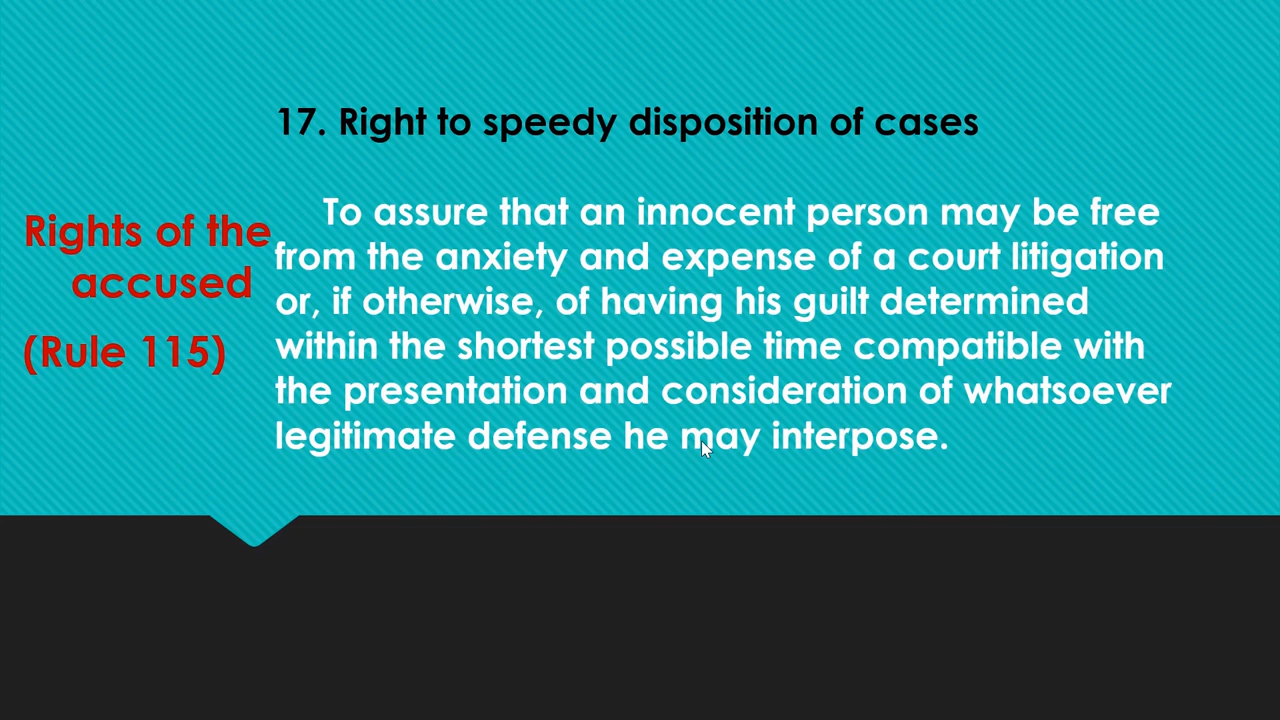 17. Right to speedy disposition of cases
Rights of the
accused
(Rule 115)
To assure that an innocent person may be free
from the anxiety and expense of a court litigation
or, if otherwise, of having his guilt determined
within the shortest possible time compatible with
the presentation and consideration of whatsoever
legitimate defense he may interpose.